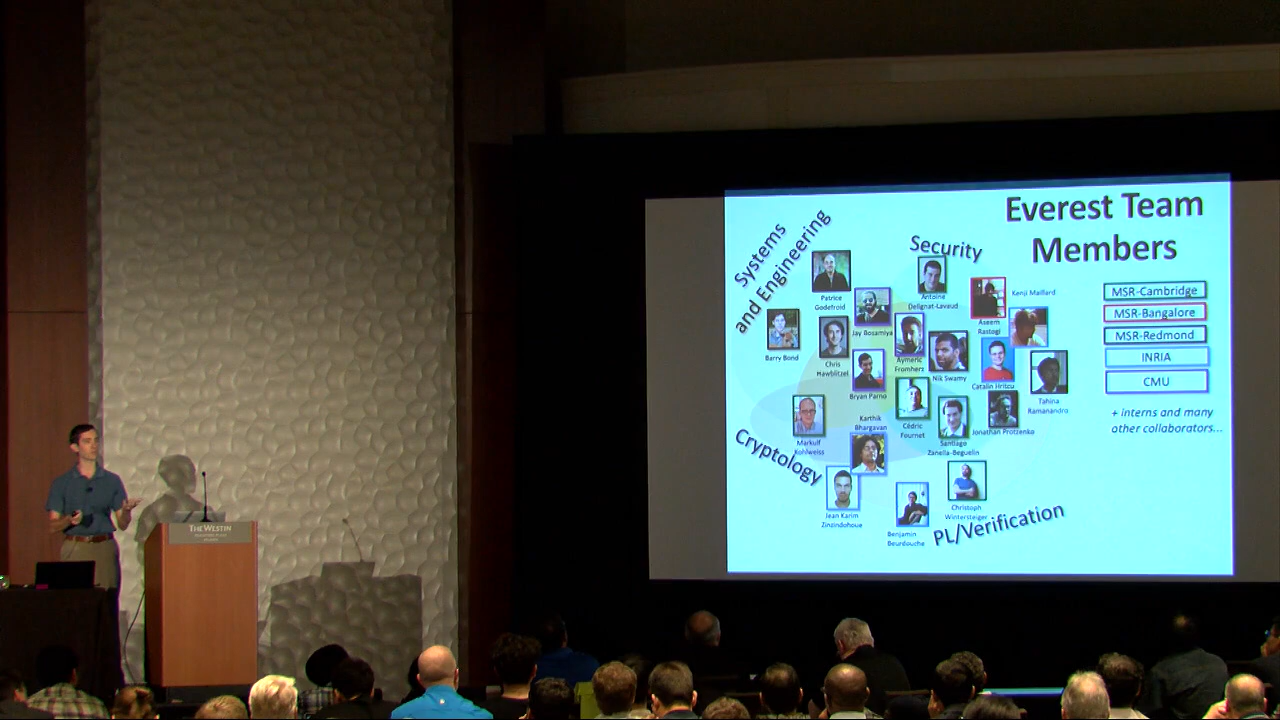 Everest Team
Members
Systems
and Engineering
Security
Patrice
Godefroid
Antoine
Delignat-Lavaud
Kenji Maillard
Jay Bosamiya
Aseem
Rastogi
Barry Bond
Chris
Hawblitzel
Aymeric
Fromherz
Nik Swamy
Catalin Hritcu
Bryan Parno
Tahina
Ramanandro
Karthik
Bhargavan
Cédric
Fournet
Jonathan Protzenko
Markulf
Kohlweiss
Santiago
Zanella-Beguelin
Cryptology
Jean Karim
Zinzindohoue
Christoph
Wintersteiger
Benjamin
Beurdouche
PL/Verification
MSR-Cambridge
MSR-Bangalore
MSR-Redmond
INRIA
CMU
+ interns and many
other collaborators...
THE WESTIN